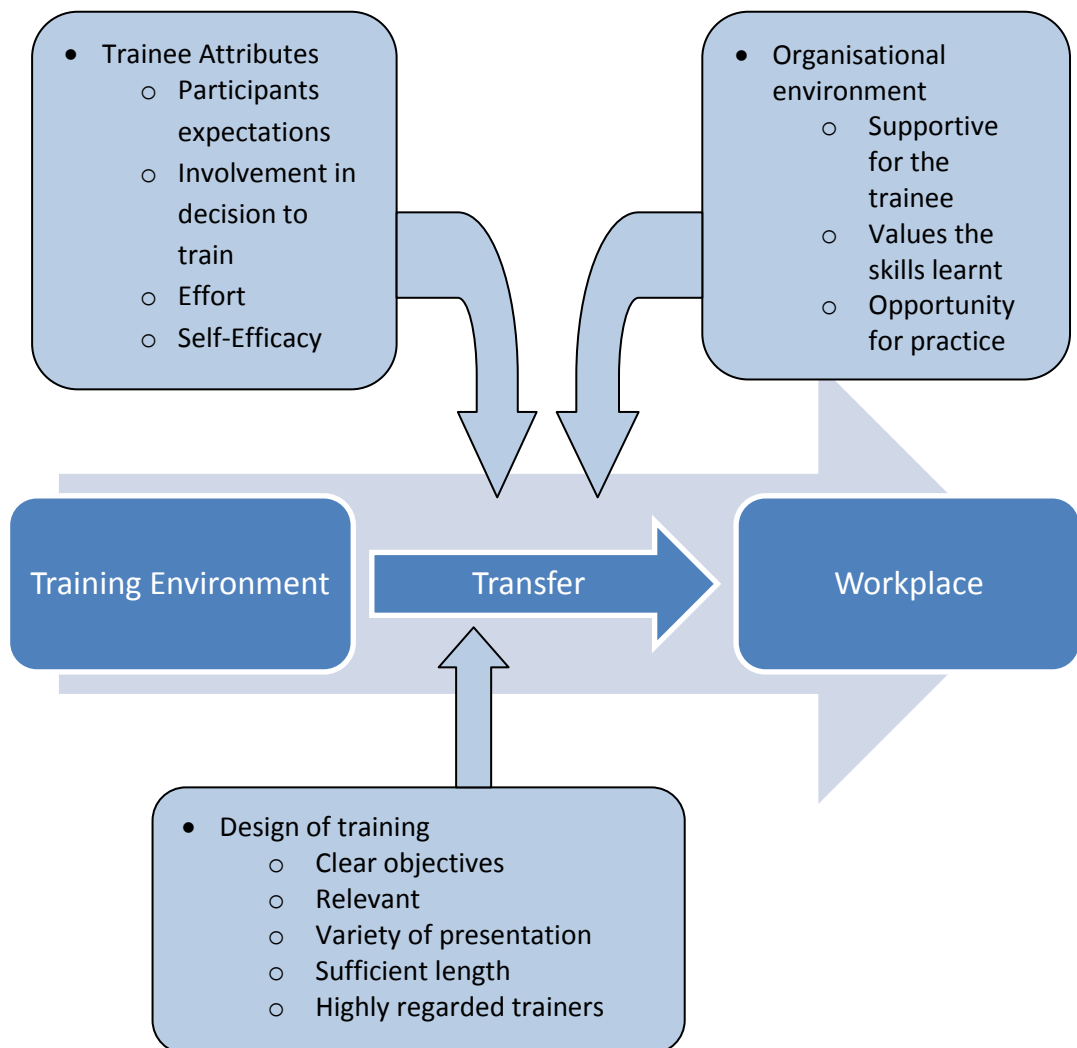 • Trainee Attributes
o Participants
expectations
o Involvement in
decision to
train
o Effort
o Self-Efficacy
• Organisational
environment
o Supportive
for the
trainee
o Values the
skills learnt
o Opportunity
for practice
Training Environment
Transfer
Workplace
• Design of training
o Clear objectives
o Relevant
o Variety of presentation
o Sufficient length
o Highly regarded trainers